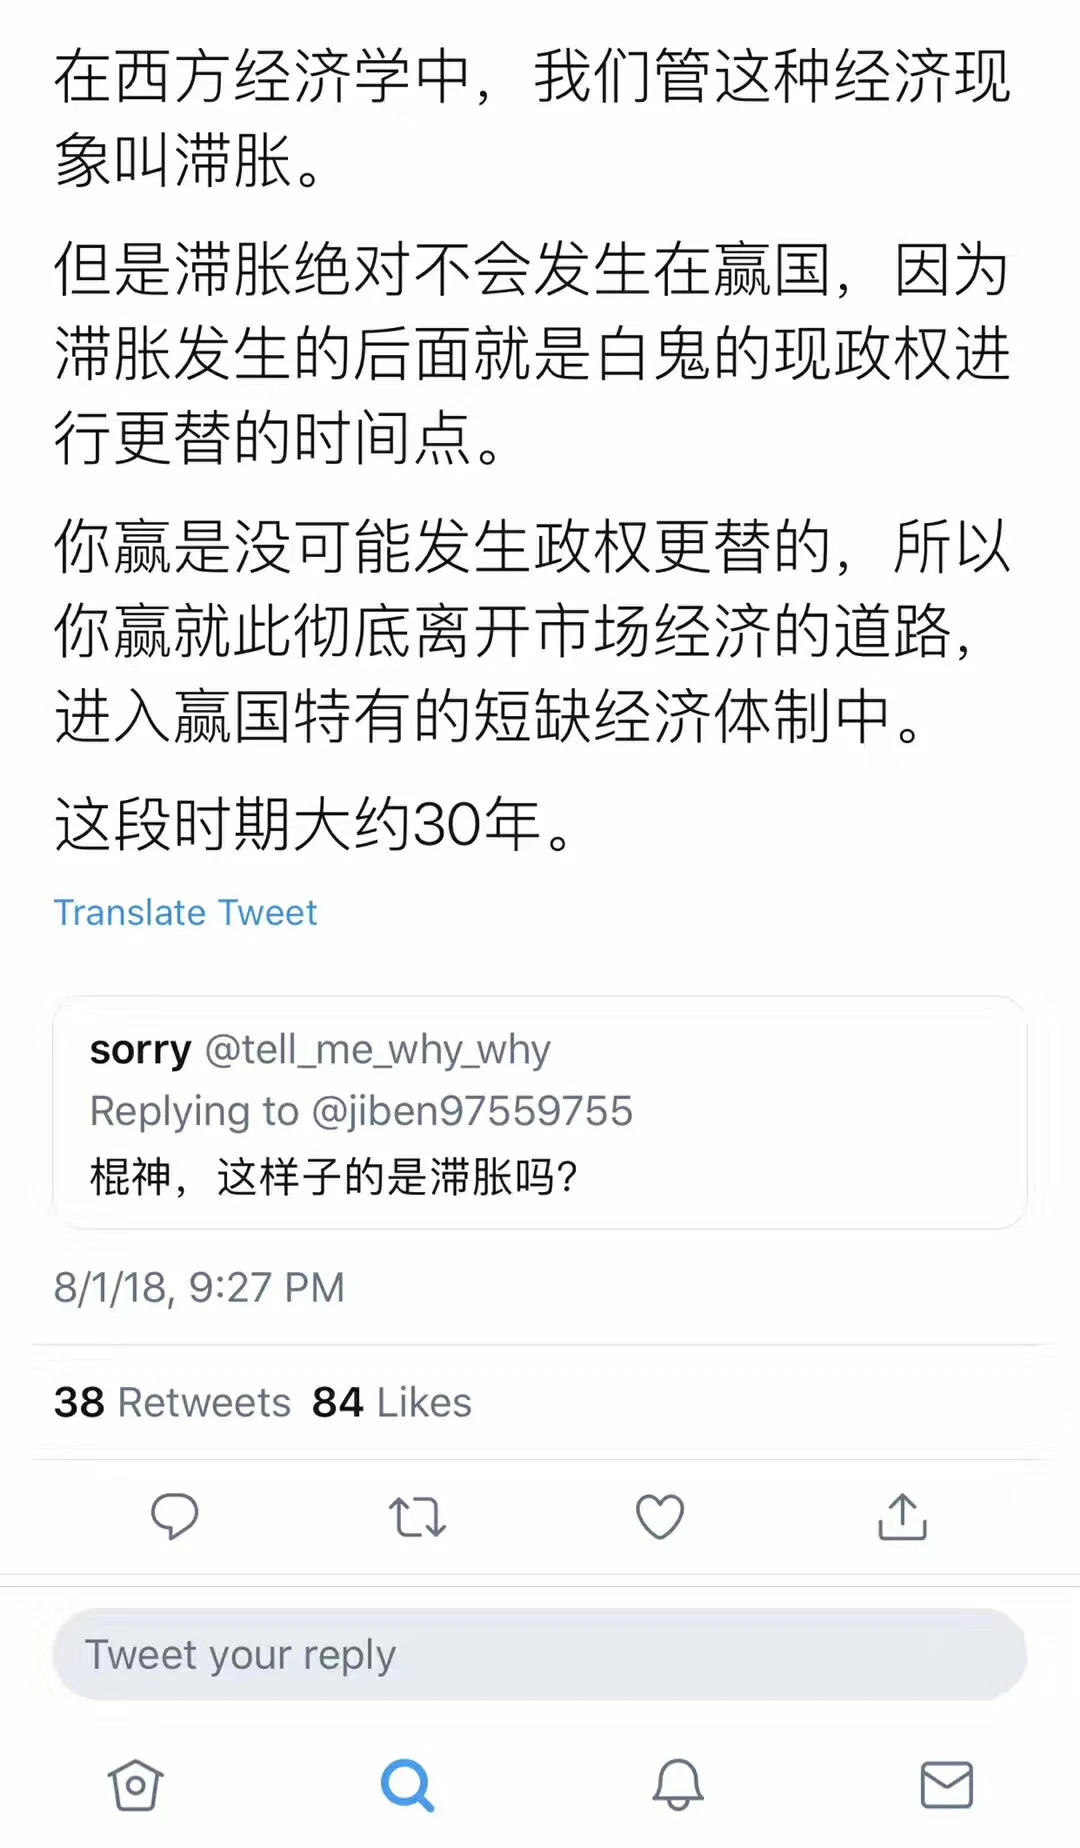 在西方经济学中，我们管这种经济现
象叫滞胀。
但是滞胀绝对不会发生在赢国，因为
滞胀发生的后面就是白鬼的现政权进
行更替的时间点。
你赢是没可能发生政权更替的，所以
你赢就此彻底离开市场经济的道路，
进入赢国特有的短缺经济体制中。
这段时期大约30年。
Translate Tweet
sorry @tell_me_why_why
Replying to @jiben97559755
棍神，这样子的是滞胀吗？
8/1/18, 9:27 PM
38 Retweets 84 Likes
Tweet your reply